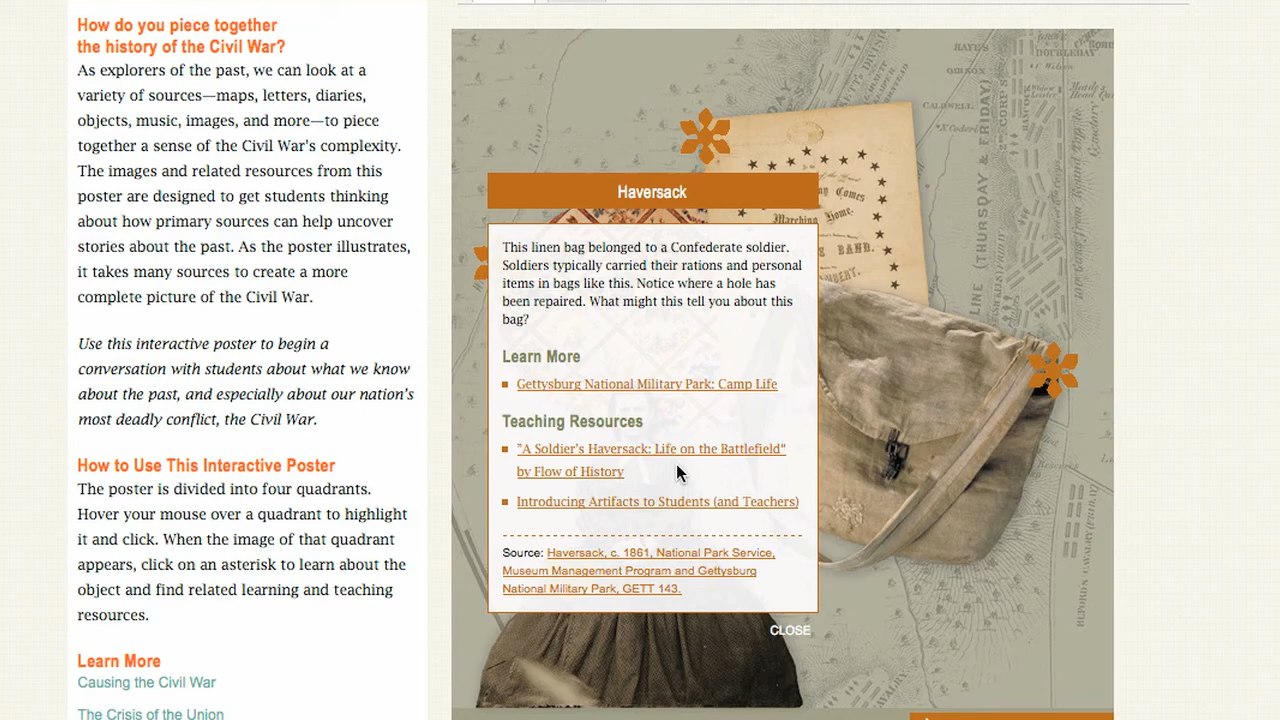 How do you piece together
the history of the Civil War?
As explorers of the past, we can look at a
variety of sources—maps, letters, diaries,
objects, music, images, and more—to piece
together a sense of the Civil War's complexity.
The images and related resources from this
poster are designed to get students thinking
about how primary sources can help uncover
stories about the past. As the poster illustrates,
it takes many sources to create a more
complete picture of the Civil War.
Use this interactive poster to begin a
conversation with students about what we know
about the past, and especially about our nation's
most deadly conflict, the Civil War.
How to Use This Interactive Poster
The poster is divided into four quadrants.
Hover your mouse over a quadrant to highlight
it and click. When the image of that quadrant
appears, click on an asterisk to learn about the
object and find related learning and teaching
resources.
Learn More
Causing the Civil War
The Crisis of the Union
Haversack
This linen bag belonged to a Confederate soldier.
Soldiers typically carried their rations and personal
items in bags like this. Notice where a hole has
been repaired. What might this tell you about this
bag?
Learn More
Gettysburg National Military Park: Camp Life
Teaching Resources
"A Soldier's Haversack: Life on the Battlefield"
by Flow of History
Introducing Artifacts to Students (and Teachers)
Source: Haversack, c. 1861, National Park Service,
Museum Management Program and Gettysburg
National Military Park, GETT 143.
CLOSE
Comes
Marching
Home.
BAND.
CALDWELL
LINE (THURSDAY & FRIDAY)
CORPS
HAYES
GIBBON
DOUBLEDAY
HANCOCK